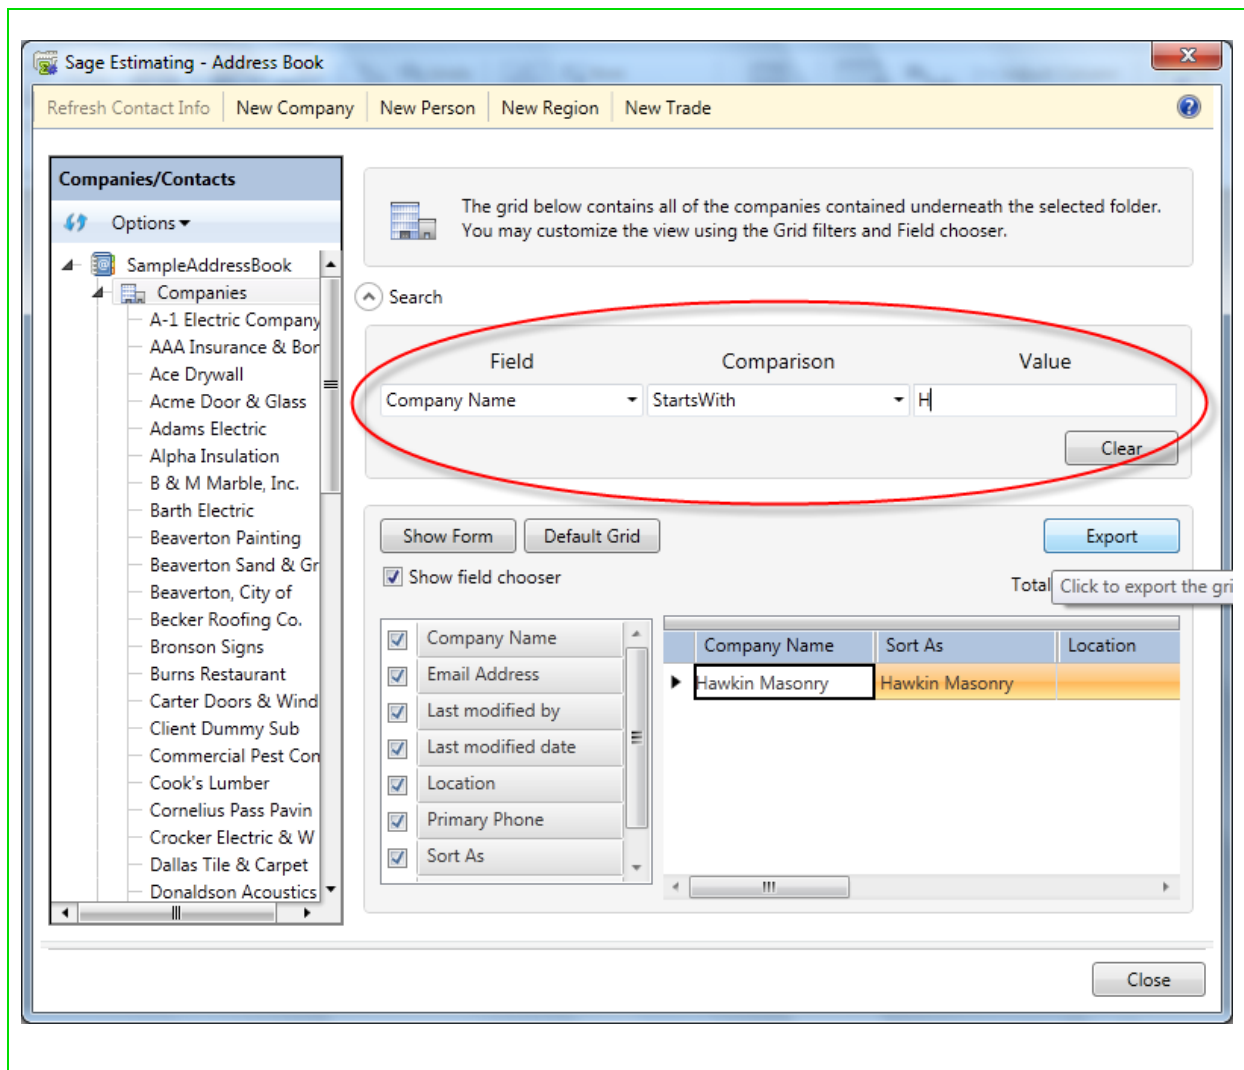 Sage Estimating - Address Book
Refresh Contact Info
New Company
New Person
New Region
New Trade
Companies/Contacts
Options
SampleAddressBook
Companies
A-1 Electric Company
AAA Insurance & Bor
Ace Drywall
Acme Door & Glass
Adams Electric
Alpha Insulation
B & M Marble, Inc.
Barth Electric
Beaverton Painting
Beaverton Sand & Gr
Beaverton, City of
Becker Roofing Co.
Bronson Signs
Burns Restaurant
Carter Doors & Wind
Client Dummy Sub
Commercial Pest Con
Cook's Lumber
Cornelius Pass Pavin
Crocker Electric & W
Dallas Tile & Carpet
Donaldson Acoustics
The grid below contains all of the companies contained underneath the selected folder.
You may customize the view using the Grid filters and Field chooser.
Search
Field
Comparison
Value
Company Name
StartsWith
H
Clear
Show Form
Default Grid
Export
Show field chooser
Total
Click to export the gri
Company Name
Email Address
Last modified by
Last modified date
Location
Primary Phone
Sort As
Company Name
Sort As
Location
Hawkin Masonry
Hawkin Masonry
Close